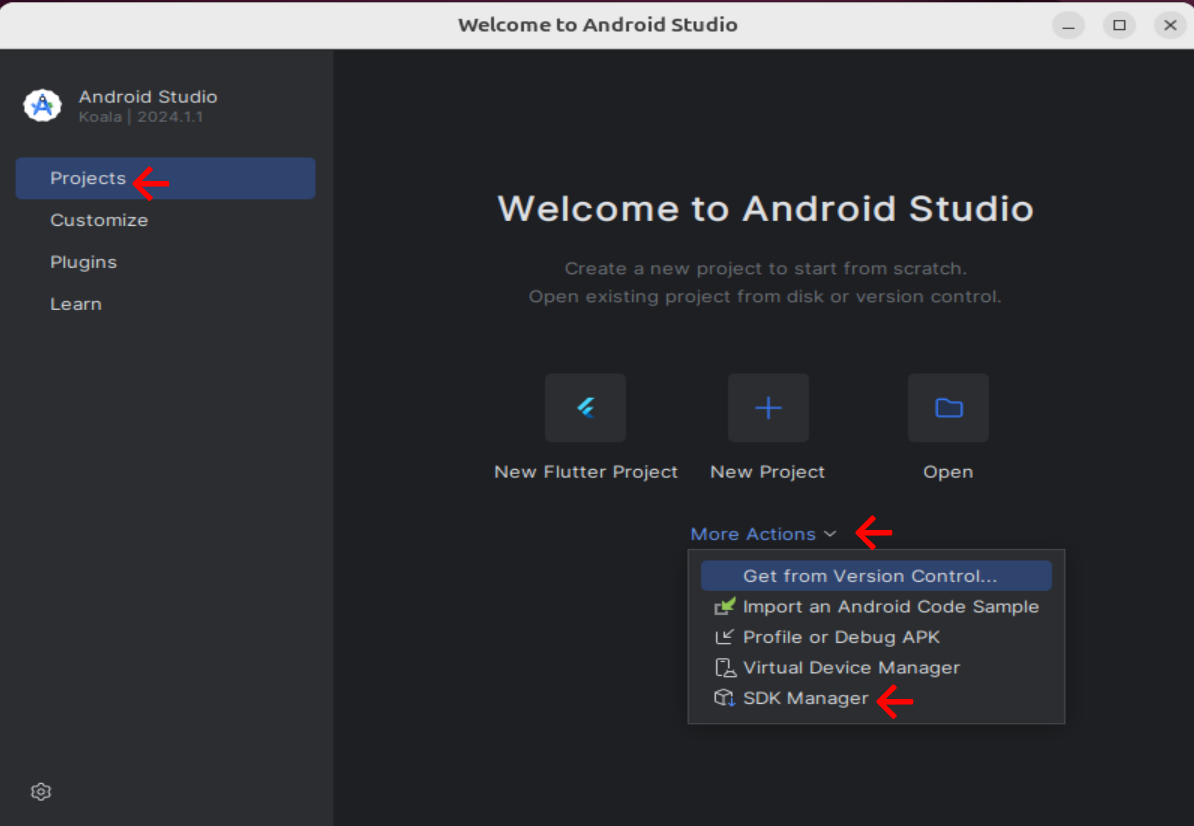 Welcome to Android Studio
Android Studio
Koala | 2024.1.1
Projects
Customize
Plugins
Learn
Welcome to Android Studio
Create a new project to start from scratch.
Open existing project from disk or version control.
New Flutter Project
New Project
Open
More Actions
Get from Version Control...
Import an Android Code Sample
Profile or Debug APK
Virtual Device Manager
SDK Manager